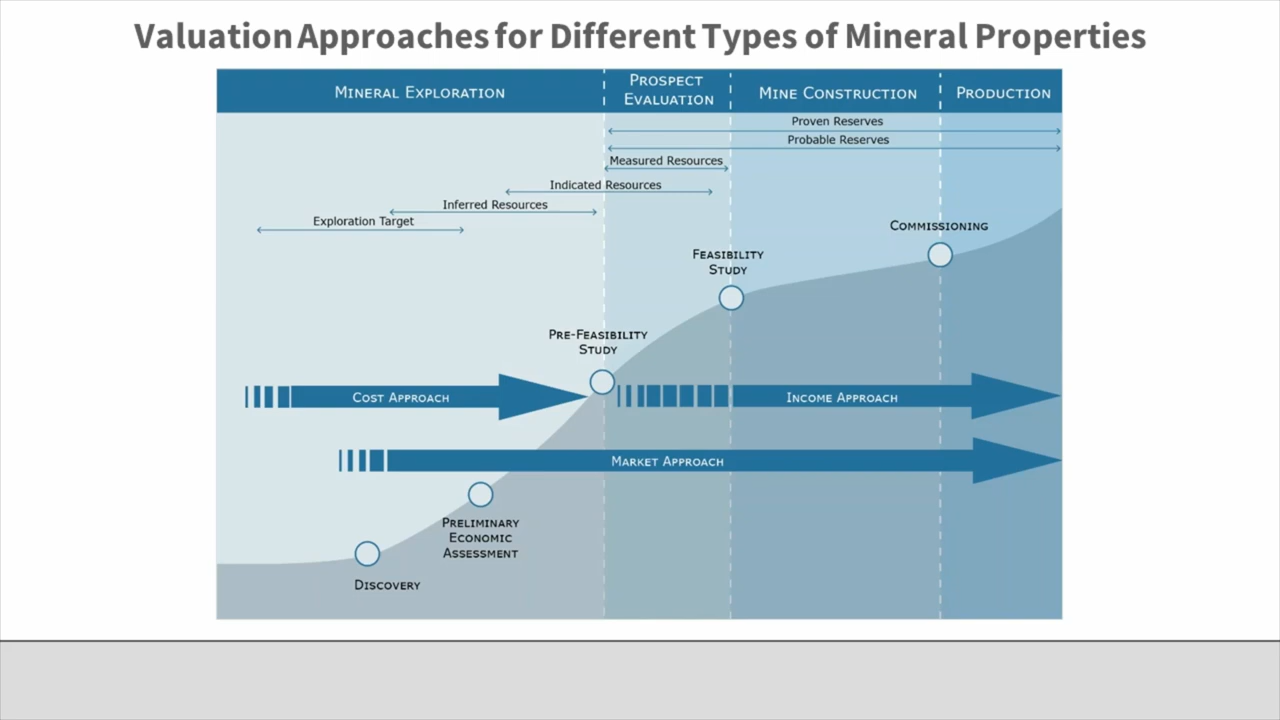 Valuation Approaches for Different Types of Mineral Properties
MINERAL EXPLORATION
PROSPECT
EVALUATION
MINE CONSTRUCTION
PRODUCTION
Proven Reserves
Probable Reserves
Measured Resources
Indicated Resources
Inferred Resources
Exploration Target
COMMISSIONING
FEASIBILITY
STUDY
PRE-FEASIBILITY
STUDY
COST APPROACH
INCOME APPROACH
MARKET APPROACH
PRELIMINARY
ECONOMIC
ASSESSMENT
DISCOVERY